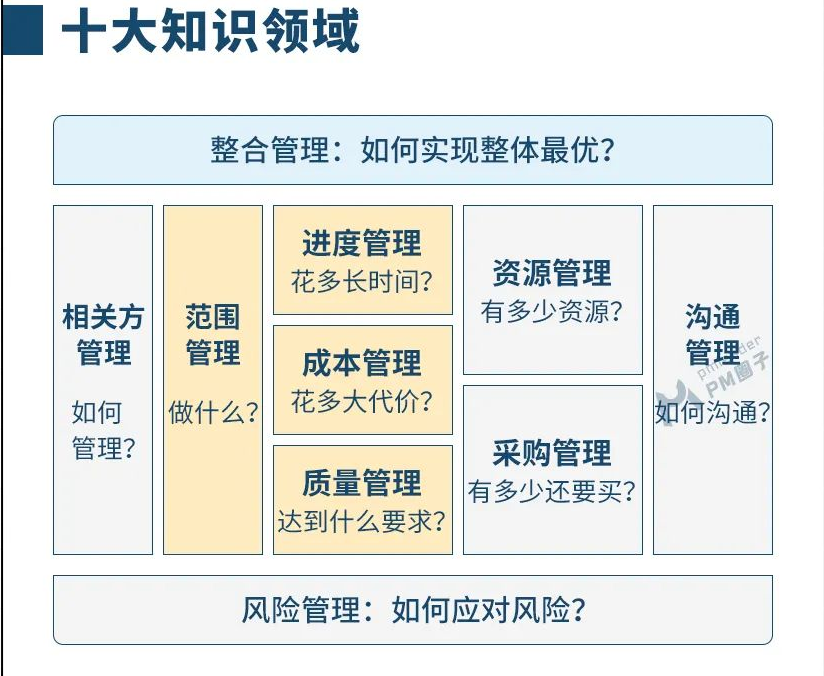 十大知识领域
整合管理：如何实现整体最优？
相关方
管理
如何
管理？
范围
管理
做什么？
进度管理
花多长时间？
成本管理
花多大代价？
质量管理
达到什么要求？
资源管理
有多少资源？
采购管理
有多少还要买？
沟通
管理
如何沟通？
PM圈子
风险管理：如何应对风险？